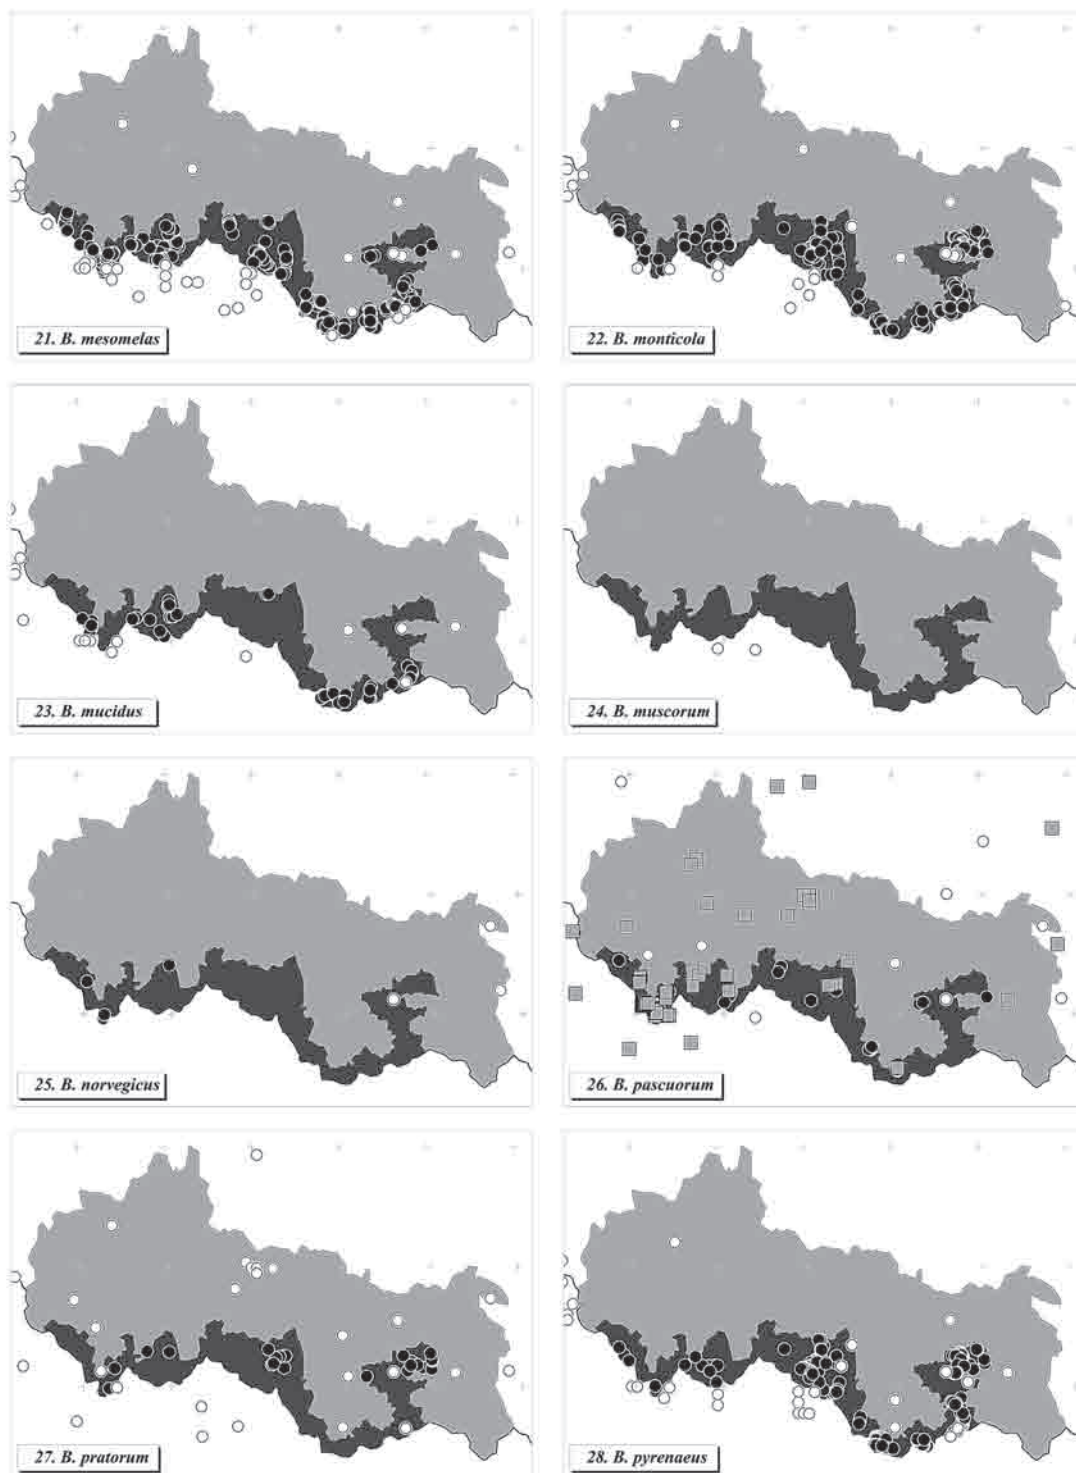 21. B. mesomelas
22. B. monticola
23. B. mucidus
24. B. muscorum
25. B. norvegicus
26. B. pascuorum
27. B. pratorum
28. B. pyrenaeus